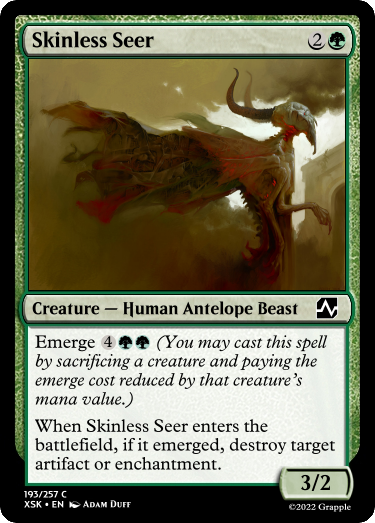 Skinless Seer 2
Creature — Human Antelope Beast
Emerge 4 (You may cast this spell
by sacrificing a creature and paying the
emerge cost reduced by that creature's
mana value.)
When Skinless Seer enters the
battlefield, if it emerged, destroy target
artifact or enchantment.
3/2
193/257 C
XSK • EN Adam Duff
©2022 Grapple